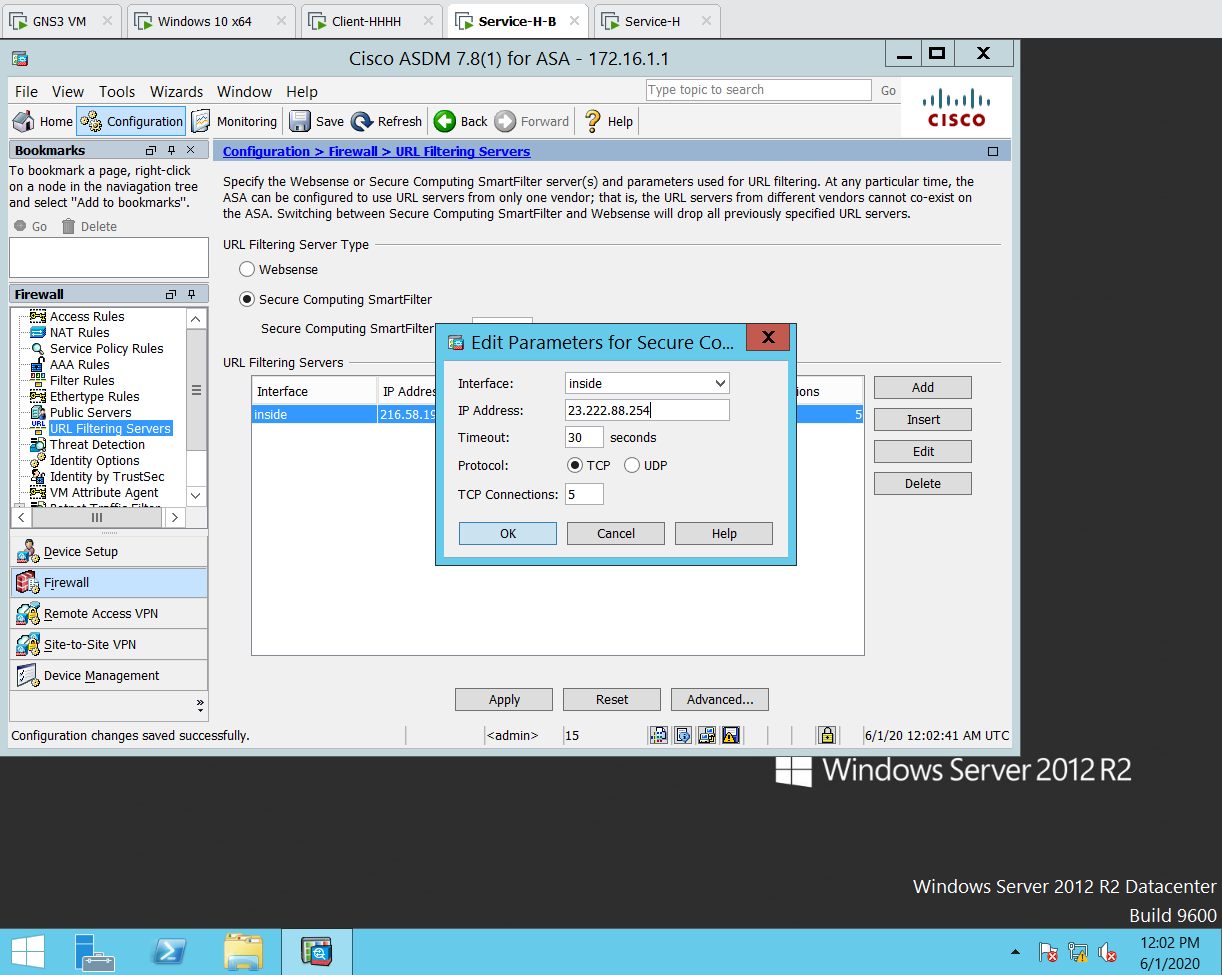 GNS3 VM
Windows 10 x64
Client-HHHH
Service-H-B
Service-H
Cisco ASDM 7.8(1) for ASA - 172.16.1.1
X
File View Tools Wizards Window Help
Type topic to search
Go
CISCO
Home
Configuration
Monitoring
Save
Refresh
Back
Forward
Help
Bookmarks
To bookmark a page, right-click
on a node in the naviagation tree
and select "Add to bookmarks".
Go
Delete
Firewall
Access Rules
NAT Rules
Service Policy Rules
AAA Rules
Filter Rules
Ethertype Rules
Public Servers
URL Filtering Servers
Threat Detection
Identity Options
Identity by TrustSec
VM Attribute Agent
Botnet Traffic Filter
Device Setup
Firewall
Remote Access VPN
Site-to-Site VPN
Device Management
Configuration > Firewall > URL Filtering Servers
Specify the Websense or Secure Computing SmartFilter server(s) and parameters used for URL filtering. At any particular time, the
ASA can be configured to use URL servers from only one vendor; that is, the URL servers from different vendors cannot co-exist on
the ASA. Switching between Secure Computing SmartFilter and Websense will drop all previously specified URL servers.
URL Filtering Server Type
Websense
Secure Computing SmartFilter
Secure Computing SmartFilter
URL Filtering Servers
Interface
IP Addres
ions
inside
216.58.19
5
Add
Insert
Edit
Delete
Edit Parameters for Secure Co...
X
Interface:
inside
IP Address:
23.222.88.254
Timeout:
30
seconds
Protocol:
TCP
UDP
TCP Connections:
5
OK
Cancel
Help
Apply
Reset
Advanced...
Configuration changes saved successfully.
<admin>
15
6/1/20 12:02:41 AM UTC
Windows Server 2012 R2
Windows Server 2012 R2 Datacenter
Build 9600
12:02 PM
6/1/2020